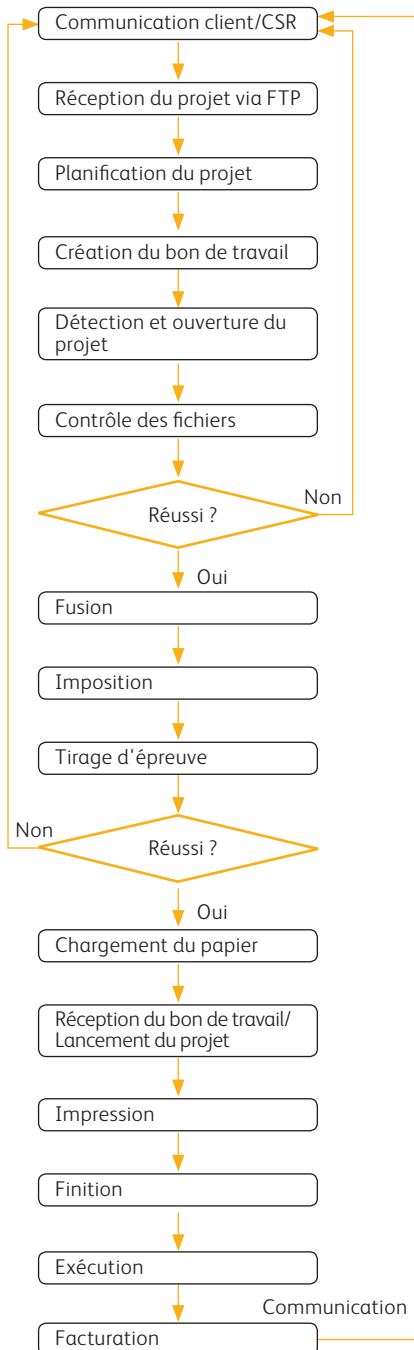 Communication client/CSR
Réception du projet via FTP
Planification du projet
Création du bon de travail
Détection et ouverture du
projet
Contrôle des fichiers
Réussi ?
Non
Oui
Fusion
Imposition
Tirage d'épreuve
Non
Réussi ?
Oui
Chargement du papier
Réception du bon de travail/
Lancement du projet
Impression
Finition
Exécution
Communication
Facturation